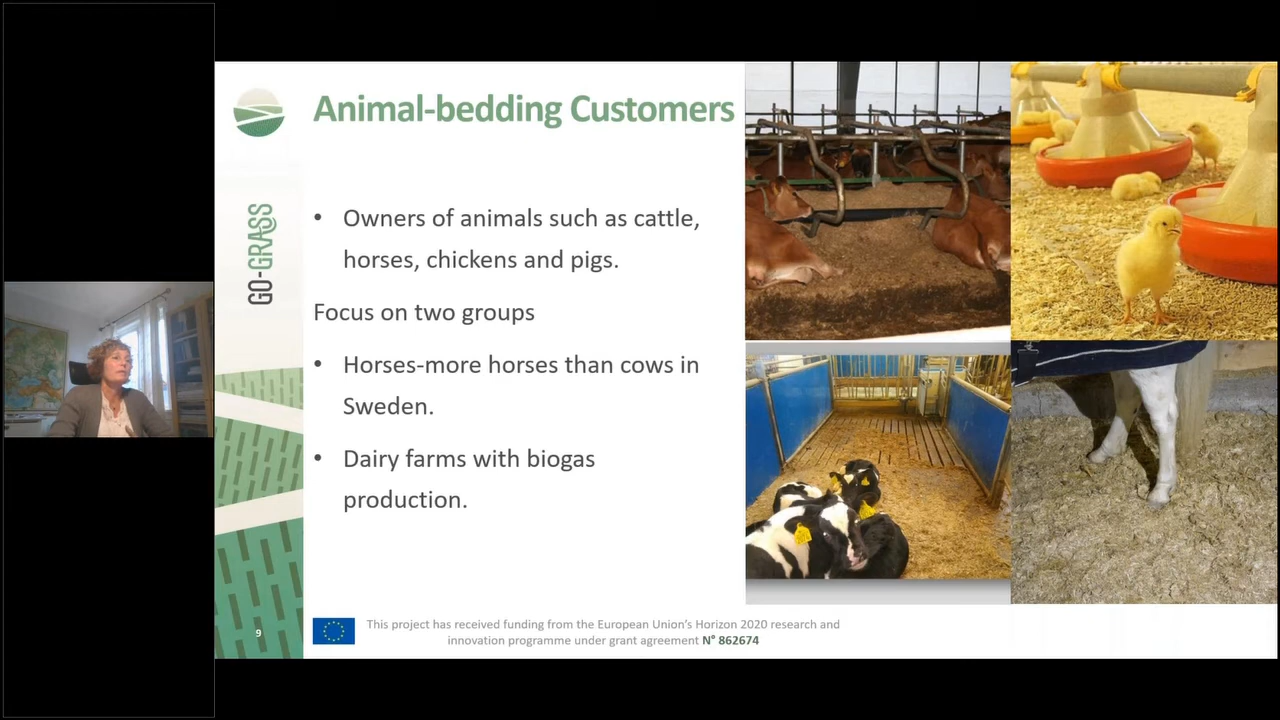 Animal-bedding Customers
GO-GRASS
• Owners of animals such as cattle,
horses, chickens and pigs.
Focus on two groups
• Horses-more horses than cows in
Sweden.
• Dairy farms with biogas
production.
9
This project has received funding from the European Union's Horizon 2020 research and
innovation programme under grant agreement N° 862674